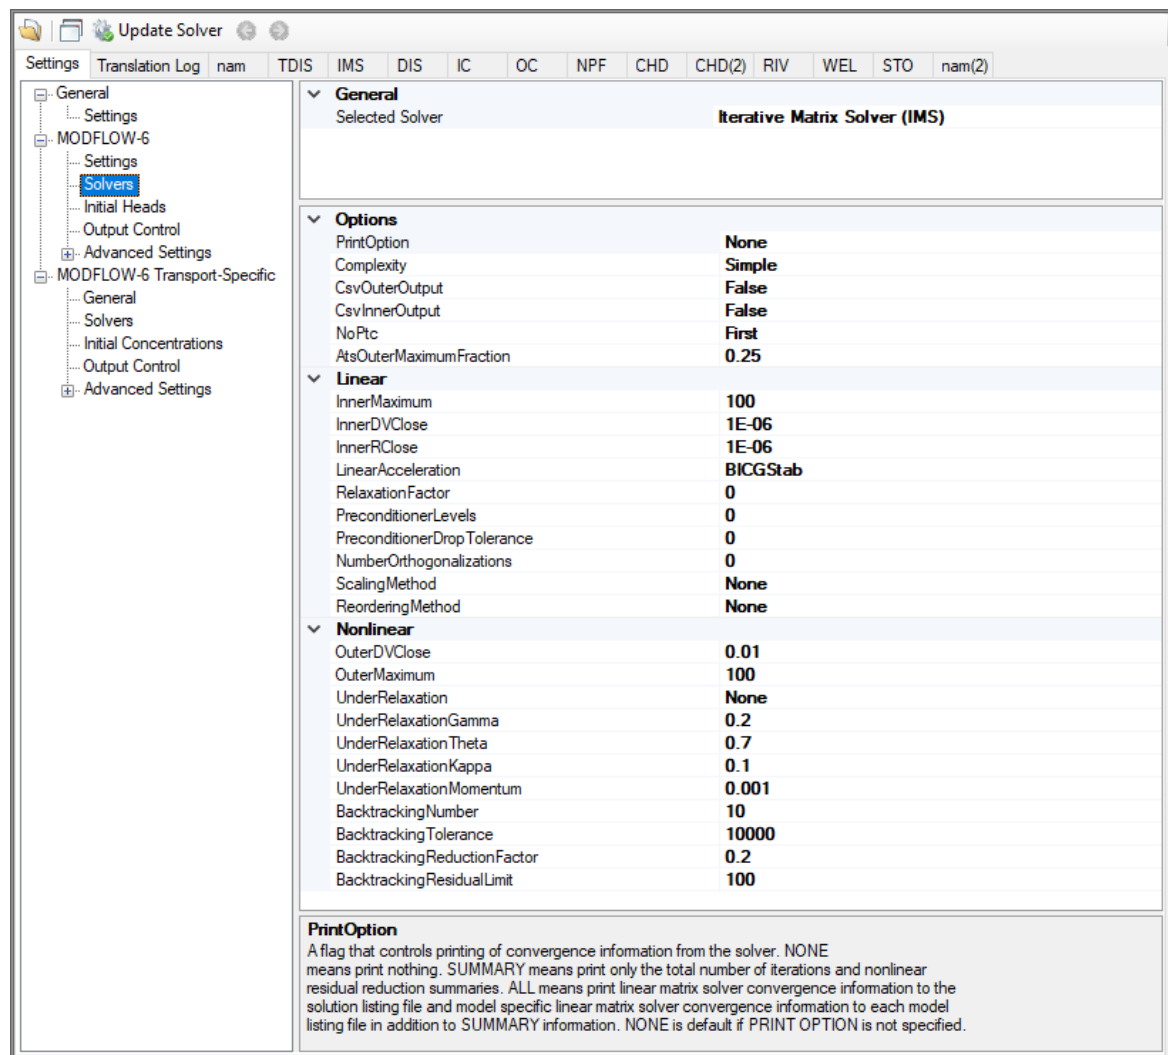 Update Solver
Settings Translation Log nam TDIS IMS DIS IC OC NPF CHD CHD(2) RIV WEL STO nam(2)
General
Settings
MODFLOW-6
Settings
Solvers
Initial Heads
Output Control
Advanced Settings
MODFLOW-6 Transport-Specific
General
Solvers
Initial Concentrations
Output Control
Advanced Settings
General
Selected Solver Iterative Matrix Solver (IMS)
Options
PrintOption None
Complexity Simple
CsvOuterOutput False
CsvInnerOutput False
NoPtc First
AtsOuterMaximumFraction 0.25
Linear
InnerMaximum 100
InnerDVClose 1E-06
InnerRClose 1E-06
LinearAcceleration BICGStab
RelaxationFactor 0
PreconditionerLevels 0
PreconditionerDropTolerance 0
NumberOrthogonalizations 0
ScalingMethod None
ReorderingMethod None
Nonlinear
OuterDVClose 0.01
OuterMaximum 100
UnderRelaxation None
UnderRelaxationGamma 0.2
UnderRelaxationTheta 0.7
UnderRelaxationKappa 0.1
UnderRelaxationMomentum 0.001
BacktrackingNumber 10
BacktrackingTolerance 10000
BacktrackingReductionFactor 0.2
BacktrackingResidualLimit 100
PrintOption
A flag that controls printing of convergence information from the solver. NONE
means print nothing. SUMMARY means print only the total number of iterations and nonlinear
residual reduction summaries. ALL means print linear matrix solver convergence information to the
solution listing file and model specific linear matrix solver convergence information to each model
listing file in addition to SUMMARY information. NONE is default if PRINT OPTION is not specified.